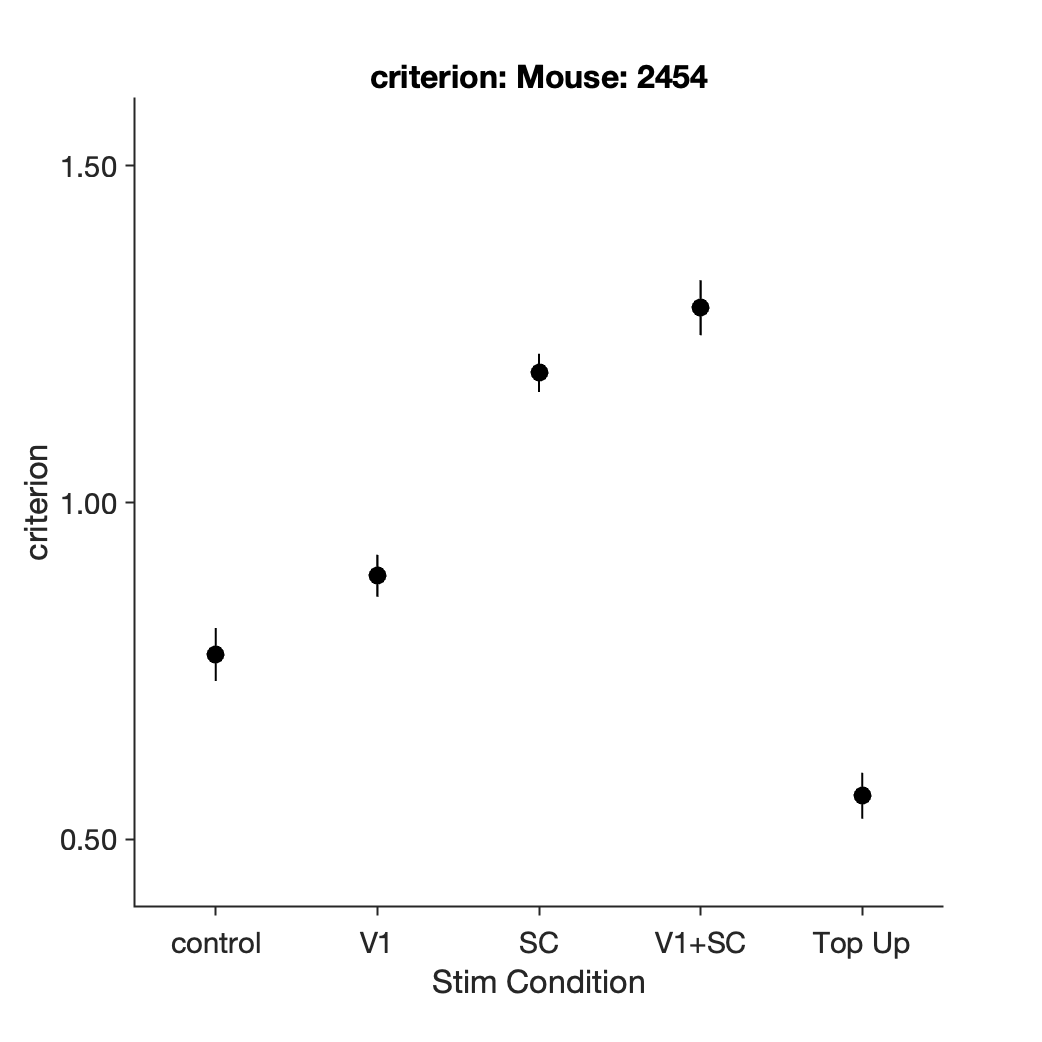 criterion: Mouse: 2454
criterion
1.50
1.00
0.50
control V1 SC V1+SC Top Up
Stim Condition